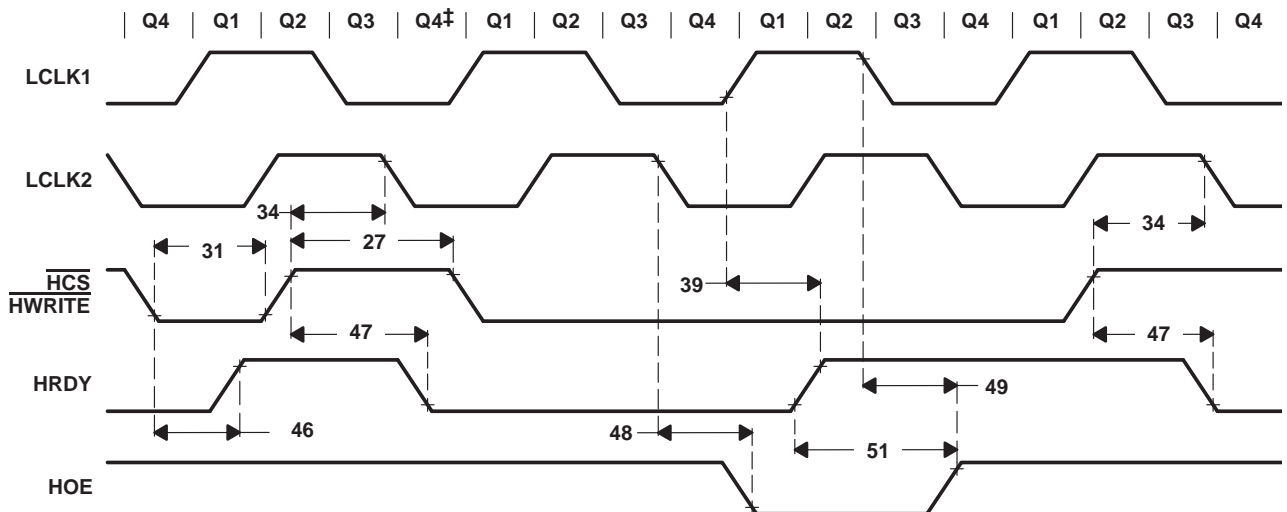 Q4 Q1 Q2 Q3 Q4‡ Q1 Q2 Q3 Q4 Q1 Q2 Q3 Q4 Q1 Q2 Q3 Q4
LCLK1
LCLK2
34
34
31
27
HCS
HWRITE
39
47
47
HRDY
49
46
48
51
HOE